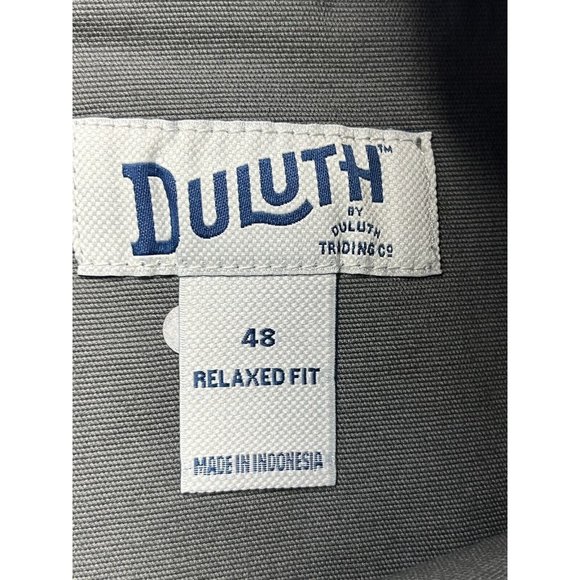 DULUTH™
BY
DULUTH
TRADING Co
48
RELAXED FIT
MADE IN INDONESIA